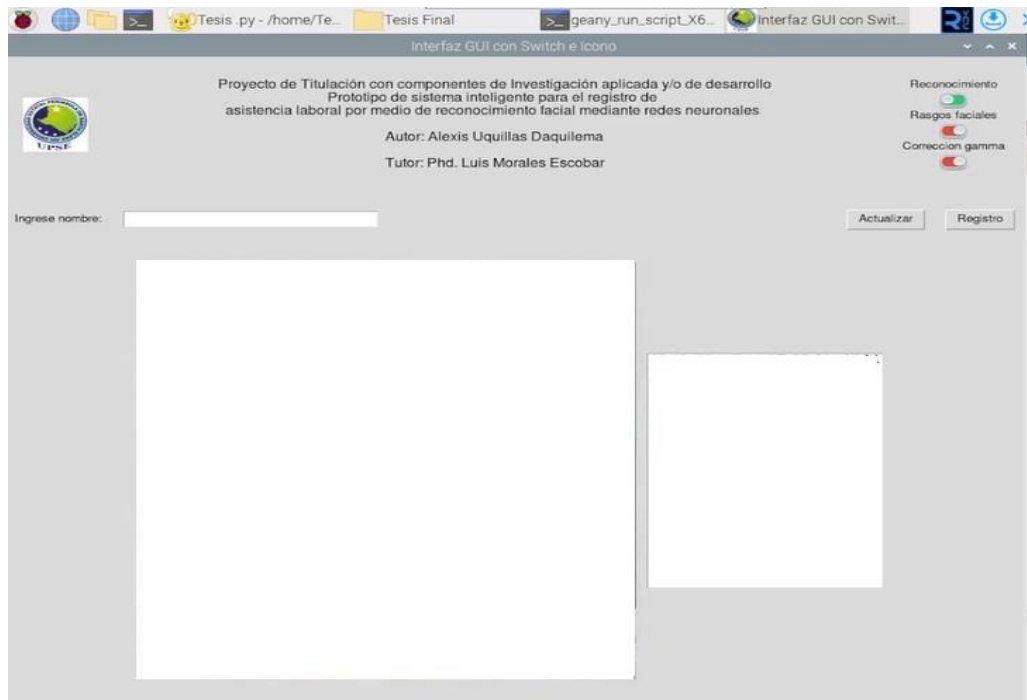 Tesis .py - /home/Te...
Tesis Final
geany_run_script_X6...
Interfaz GUI con Swit...
Interfaz GUI con Switch e Icono
Proyecto de Titulación con componentes de Investigación aplicada y/o de desarrollo
Prototipo de sistema inteligente para el registro de
asistencia laboral por medio de reconocimiento facial mediante redes neuronales
Autor: Alexis Uquillas Daquilema
Tutor: Phd. Luis Morales Escobar
UPSE
Reconocimiento
Rasgos faciales
Correccion gamma
Ingrese nombre:
Actualizar
Registro